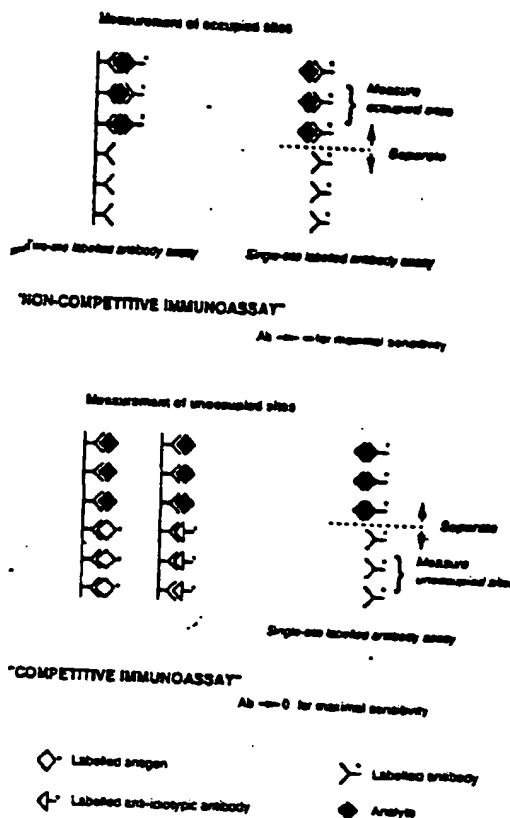 Measurement of occupied sites
Measure
occupied sites
Separate
Two-site labelled antibody assay
Single-site labelled antibody assay
"NON-COMPETITIVE IMMUNOASSAY"
Ab → ∞ for maximal sensitivity
Measurement of unoccupied sites
Separate
Measure
unoccupied sites
Single-site labelled antibody assay
"COMPETITIVE IMMUNOASSAY"
Ab → 0 for maximal sensitivity
Labelled antigen
Labelled antibody
Labelled anti-idiotypic antibody
Analyte